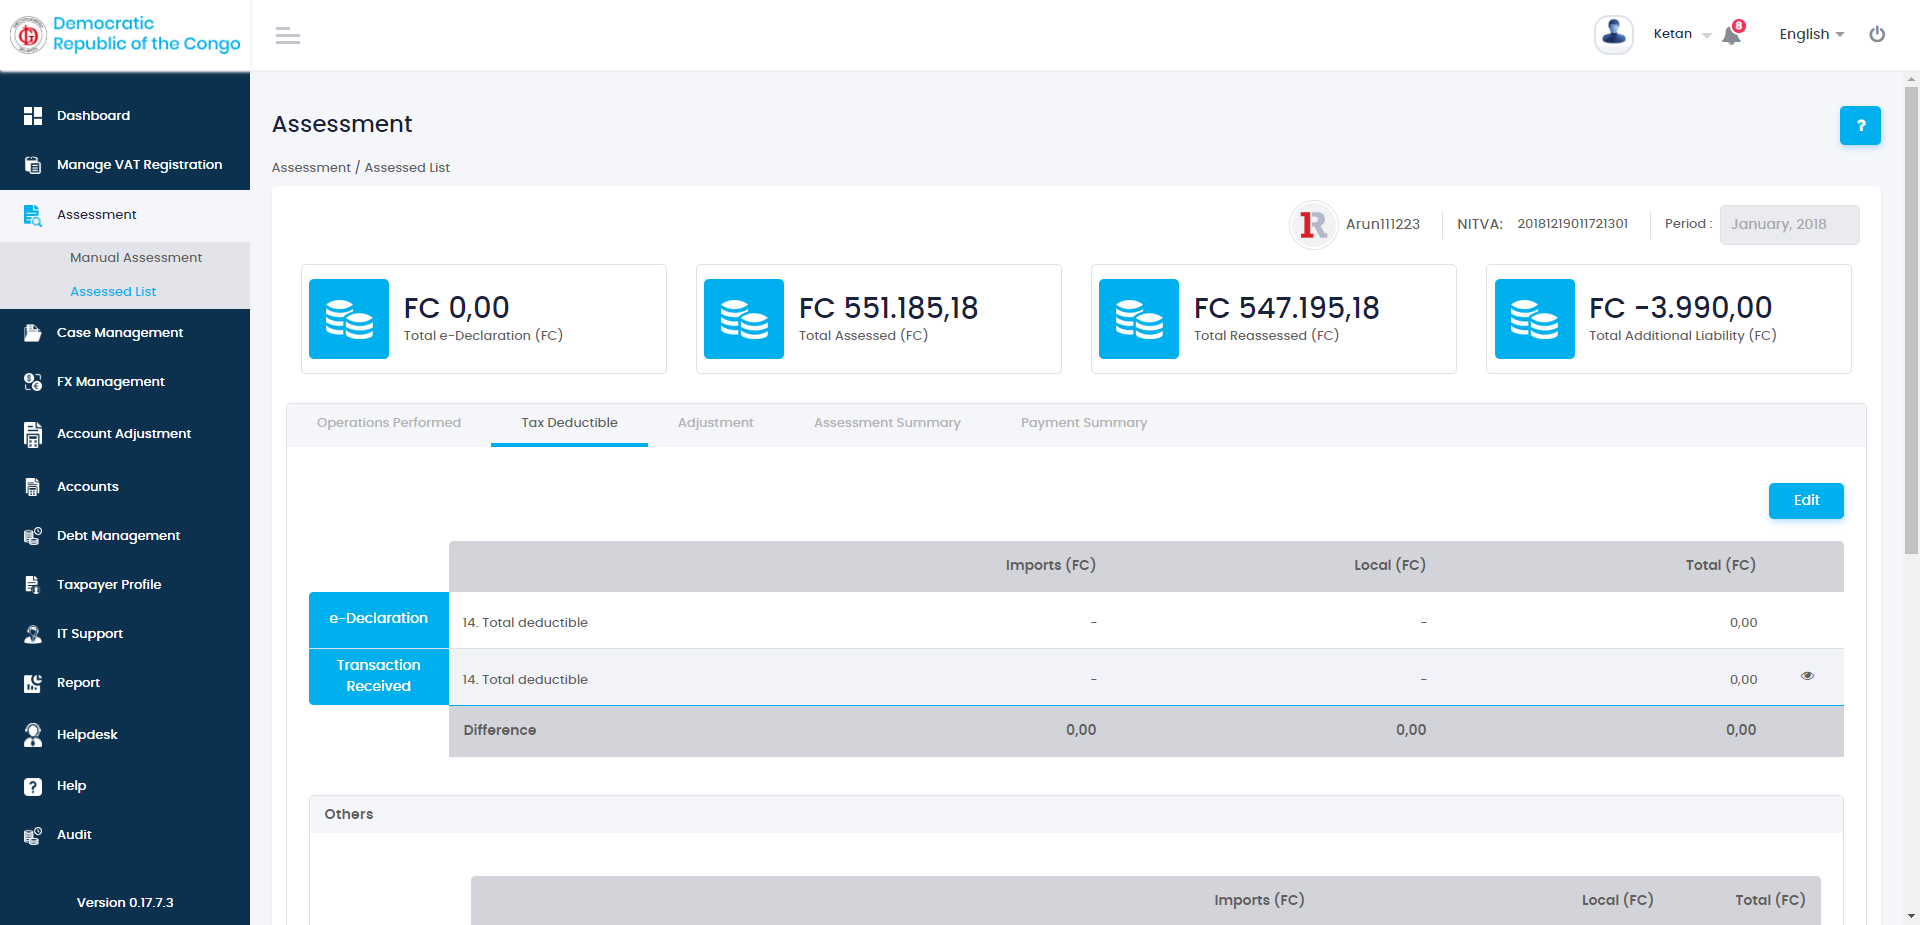 Democratic
Republic of the Congo
Ketan
8
English
Dashboard
Manage VAT Registration
Assessment
Manual Assessment
Assessed List
Case Management
FX Management
Account Adjustment
Accounts
Debt Management
Taxpayer Profile
IT Support
Report
Helpdesk
Help
Audit
Version 0.17.7.3
Assessment
?
Assessment / Assessed List
1R
Arun111223
NITVA: 20181219011721301
Period : January, 2018
FC 0,00
Total e-Declaration (FC)
FC 551.185,18
Total Assessed (FC)
FC 547.195,18
Total Reassessed (FC)
FC -3.990,00
Total Additional Liability (FC)
Operations Performed Tax Deductible Adjustment Assessment Summary Payment Summary
Edit
Imports (FC) Local (FC) Total (FC)
e-Declaration 14. Total deductible - - 0,00
Transaction Received 14. Total deductible - - 0,00
Difference 0,00 0,00 0,00
Others
Imports (FC) Local (FC) Total (FC)